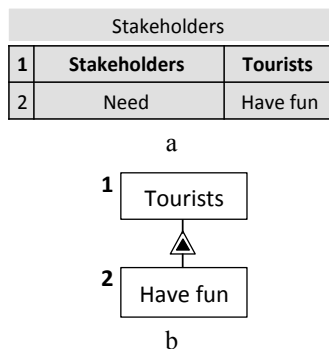 Stakeholders
1 Stakeholders Tourists
2 Need Have fun
a
1 Tourists
2 Have fun
b